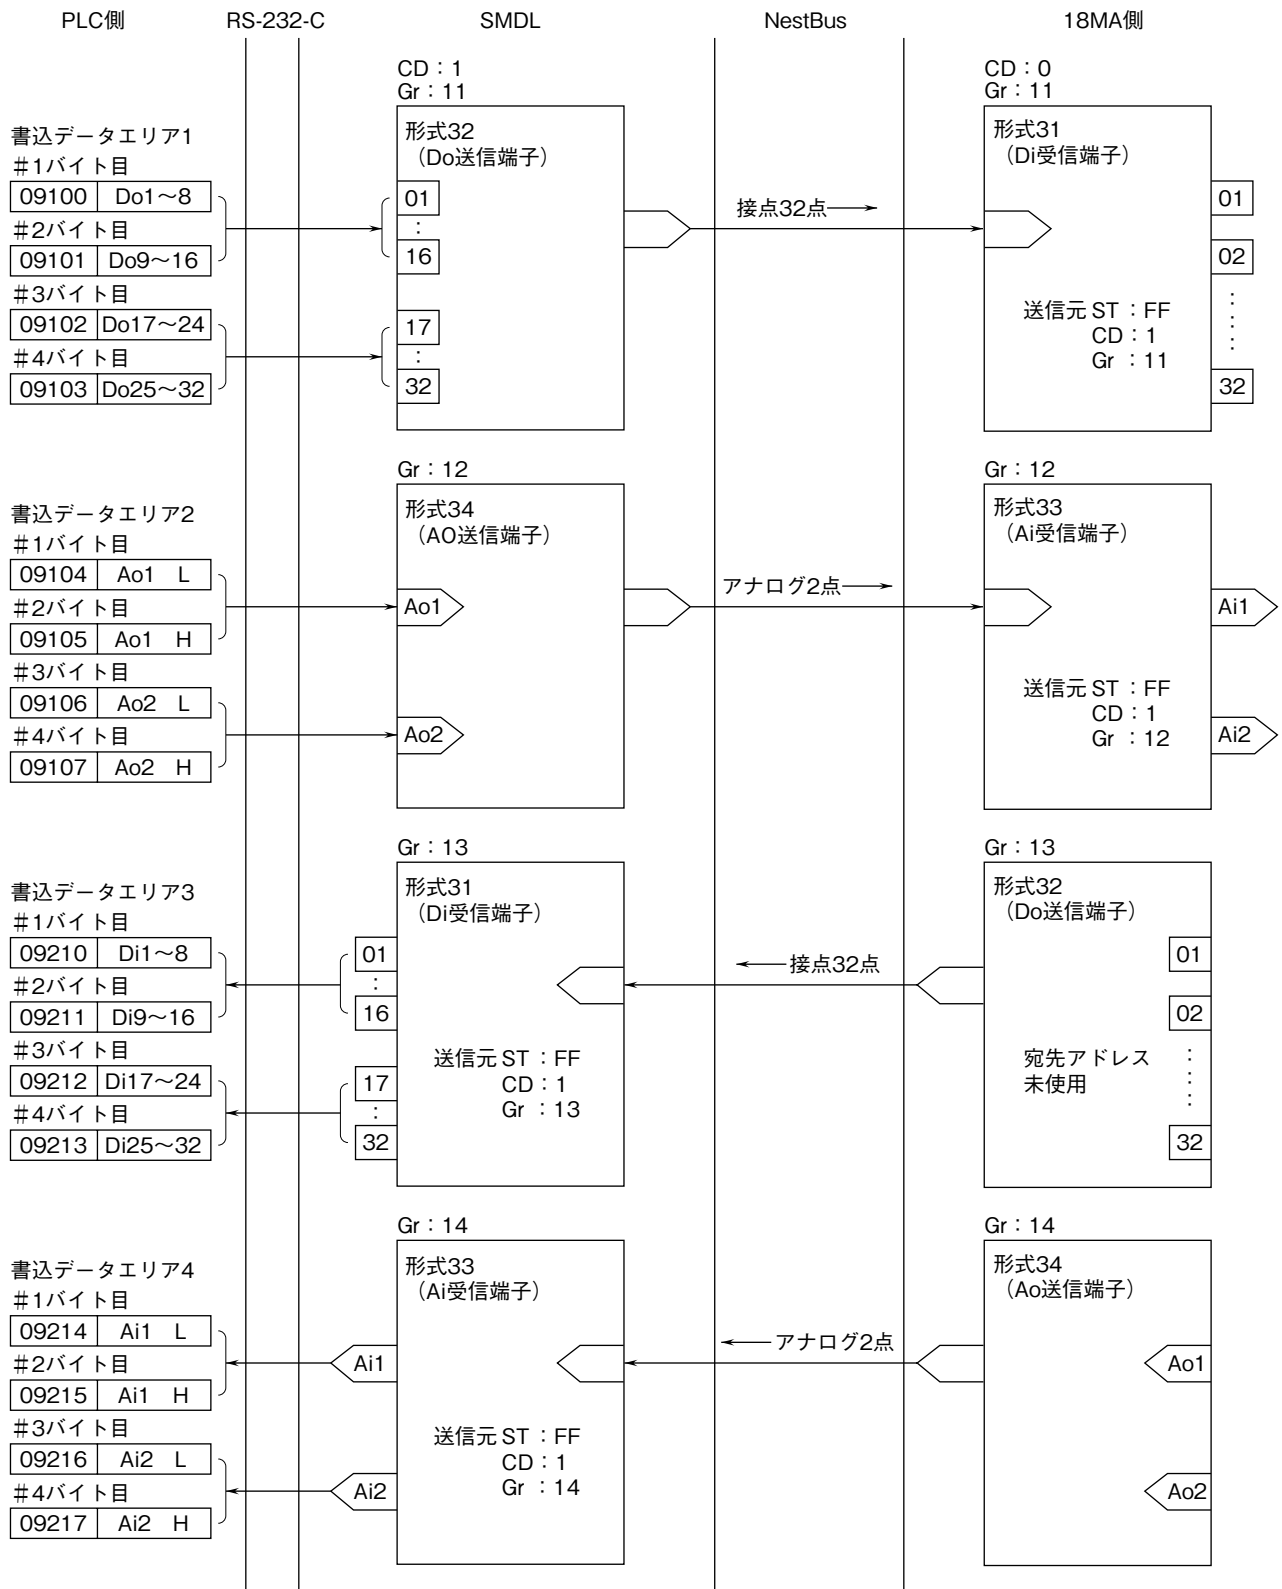 PLC側 RS-232-C SMDL NestBus 18MA側
CD：1
Gr：11
CD：0
Gr：11
書込データエリア1
＃1バイト目
09100 Do1～8
＃2バイト目
09101 Do9～16
＃3バイト目
09102 Do17～24
＃4バイト目
09103 Do25～32
形式32
（Do送信端子）
01
：
16
17
：
32
接点32点
形式31
（Di受信端子）
送信元 ST：FF
CD：1
Gr：11
01
02
32
書込データエリア2
＃1バイト目
09104 Ao1 L
＃2バイト目
09105 Ao1 H
＃3バイト目
09106 Ao2 L
＃4バイト目
09107 Ao2 H
Gr：12
形式34
（AO送信端子）
Ao1
Ao2
アナログ2点
Gr：12
形式33
（Ai受信端子）
送信元 ST：FF
CD：1
Gr：12
Ai1
Ai2
書込データエリア3
＃1バイト目
09210 Di1～8
＃2バイト目
09211 Di9～16
＃3バイト目
09212 Di17～24
＃4バイト目
09213 Di25～32
Gr：13
形式31
（Di受信端子）
01
：
16
17
：
32
送信元 ST：FF
CD：1
Gr：13
接点32点
Gr：13
形式32
（Do送信端子）
01
02
宛先アドレス
未使用
32
書込データエリア4
＃1バイト目
09214 Ai1 L
＃2バイト目
09215 Ai1 H
＃3バイト目
09216 Ai2 L
＃4バイト目
09217 Ai2 H
Gr：14
形式33
（Ai受信端子）
Ai1
Ai2
送信元 ST：FF
CD：1
Gr：14
アナログ2点
Gr：14
形式34
（Ao送信端子）
Ao1
Ao2